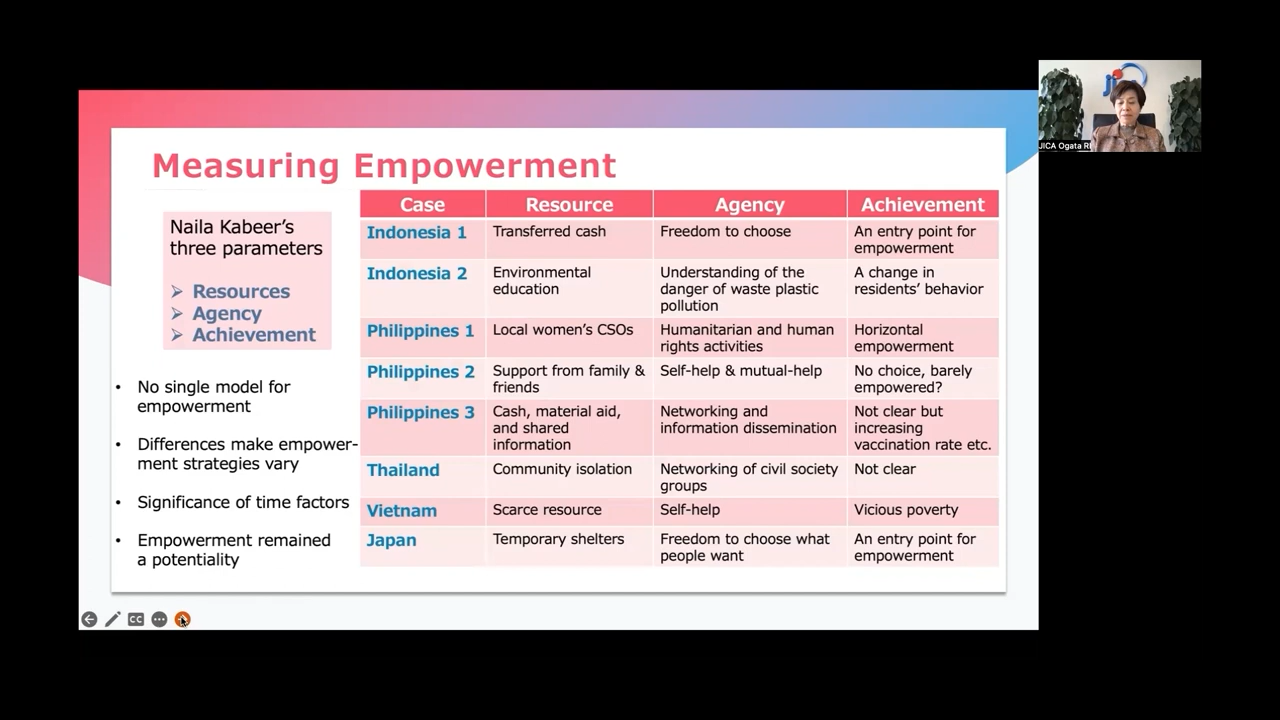 Measuring Empowerment
Naila Kabeer’s
three parameters
➢ Resources
➢ Agency
➢ Achievement
• No single model for
empowerment
• Differences make empower-
ment strategies vary
• Significance of time factors
• Empowerment remained
a potentiality
Case Resource Agency Achievement
Indonesia 1 Transferred cash Freedom to choose An entry point for
empowerment
Indonesia 2 Environmental Understanding of the A change in
education danger of waste plastic residents’ behavior
pollution
Philippines 1 Local women’s CSOs Humanitarian and human Horizontal
rights activities empowerment
Philippines 2 Support from family & Self-help & mutual-help No choice, barely
friends empowered?
Philippines 3 Cash, material aid, Networking and Not clear but
and shared information dissemination increasing
information vaccination rate etc.
Thailand Community isolation Networking of civil society Not clear
groups
Vietnam Scarce resource Self-help Vicious poverty
Japan Temporary shelters Freedom to choose what An entry point for
people want empowerment
CC
JICA Ogata R